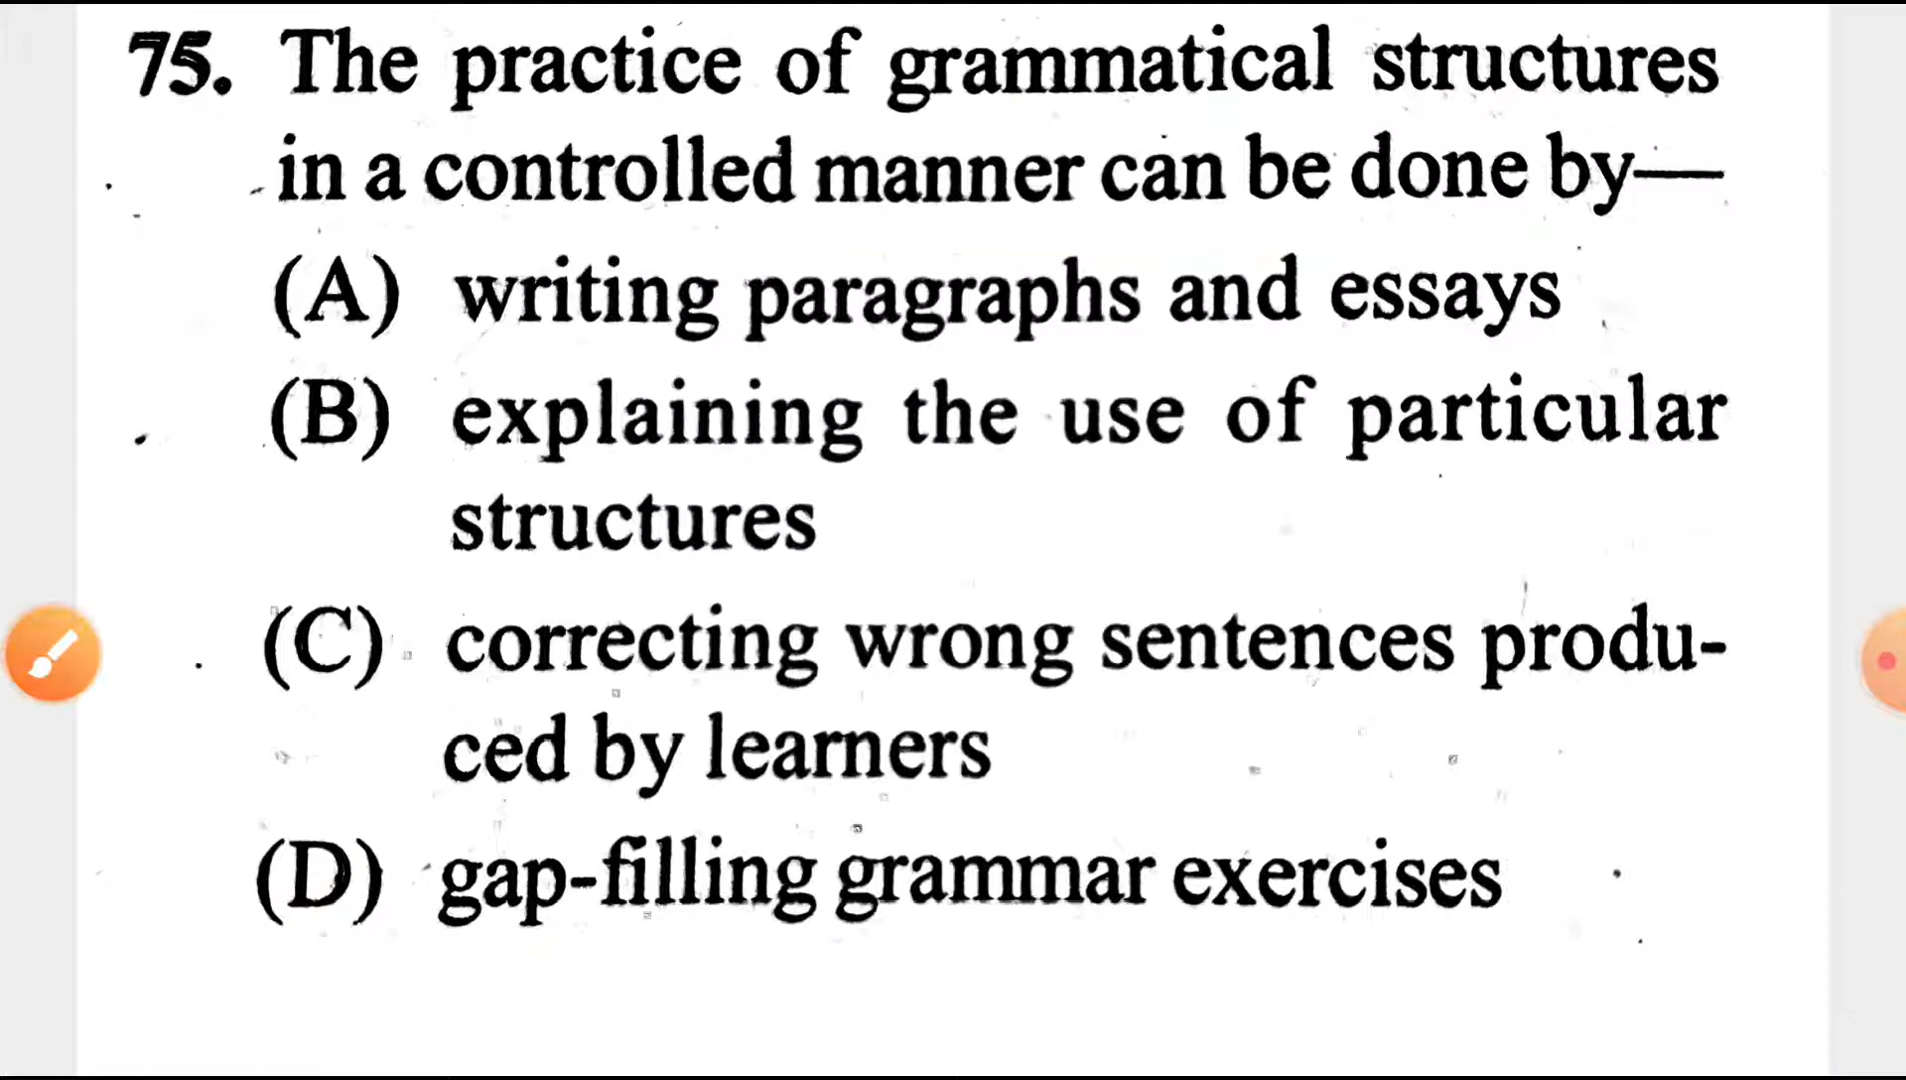 75. The practice of grammatical structures
in a controlled manner can be done by—
(A) writing paragraphs and essays
(B) explaining the use of particular
structures
(C) correcting wrong sentences produ-
ced by learners
(D) gap-filling grammar exercises